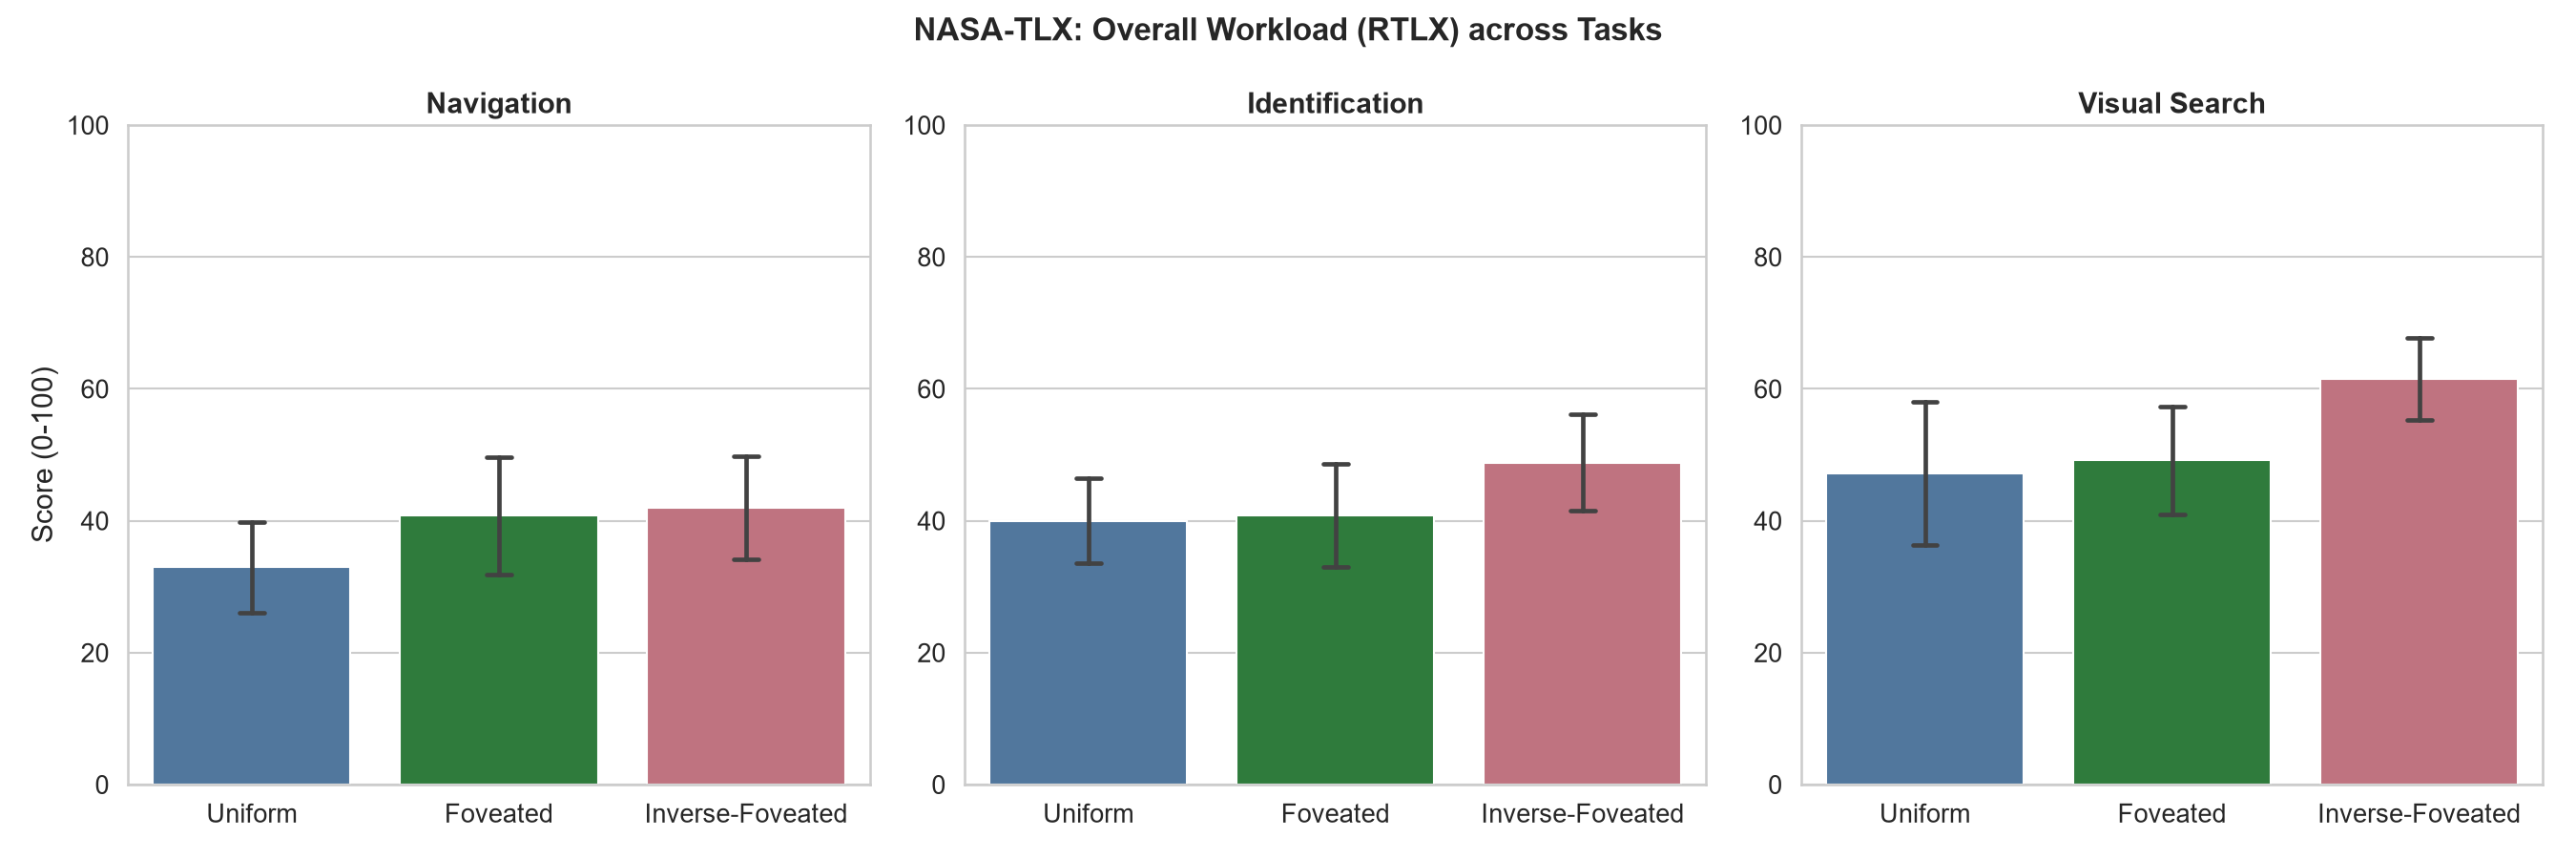 NASA-TLX: Overall Workload (RTLX) across Tasks
Navigation
Identification
Visual Search
Score (0-100)
100
80
60
40
20
0
Uniform
Foveated
Inverse-Foveated
100
80
60
40
20
0
Uniform
Foveated
Inverse-Foveated
100
80
60
40
20
0
Uniform
Foveated
Inverse-Foveated